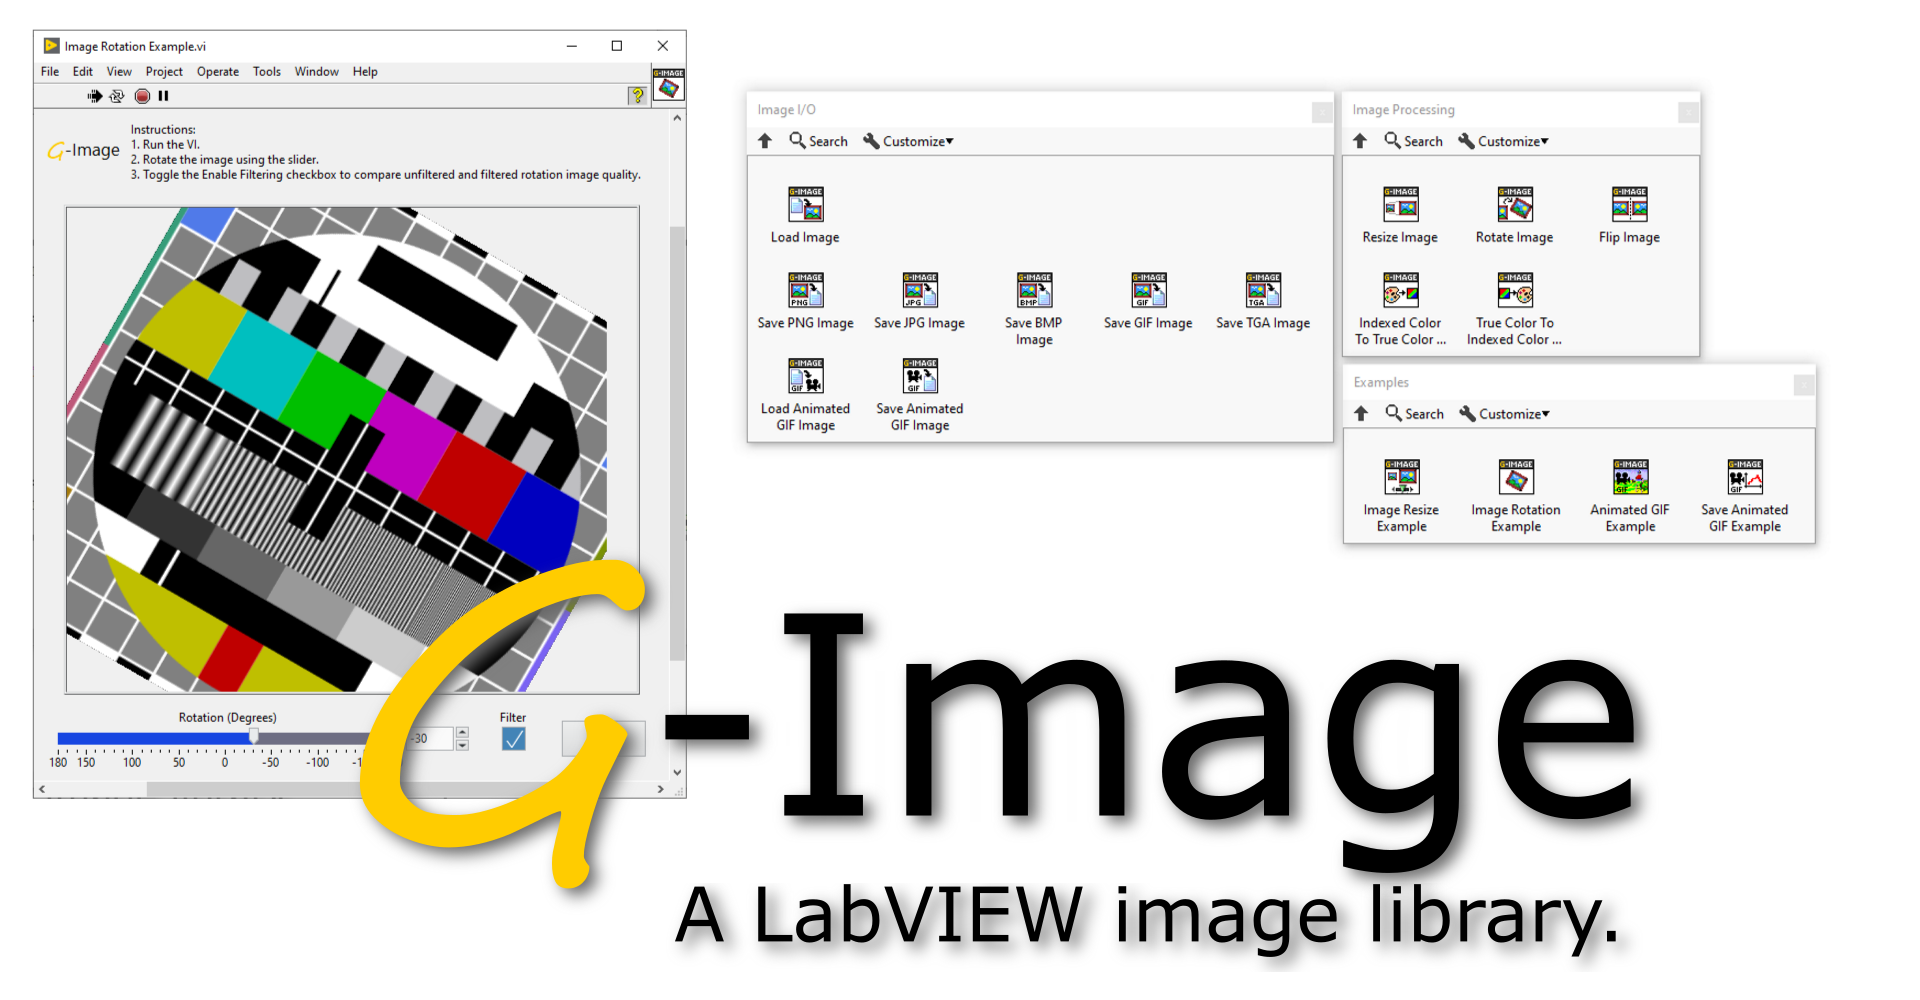 Image Rotation Example.vi
File Edit View Project Operate Tools Window Help
G-IMAGE
G-Image
Instructions:
1. Run the VI.
2. Rotate the image using the slider.
3. Toggle the Enable Filtering checkbox to compare unfiltered and filtered rotation image quality.
Rotation (Degrees)
180 150 100 50 0 -50 -100
-30
Filter
Image I/O
Search Customize
G-IMAGE
Load Image
G-IMAGE G-IMAGE G-IMAGE G-IMAGE G-IMAGE
PNG JPG BMP GIF TGA
Save PNG Image
Save JPG Image
Save BMP
Image
Save GIF Image
Save TGA Image
G-IMAGE G-IMAGE
GIF GIF
Load Animated
GIF Image
Save Animated
GIF Image
Image Processing
Search Customize
G-IMAGE G-IMAGE G-IMAGE
Resize Image
Rotate Image
Flip Image
G-IMAGE G-IMAGE
Indexed Color
To True Color ...
True Color To
Indexed Color ...
Examples
Search Customize
G-IMAGE G-IMAGE G-IMAGE G-IMAGE
GIF GIF
Image Resize
Example
Image Rotation
Example
Animated GIF
Example
Save Animated
GIF Example
G-Image
A LabVIEW image library.